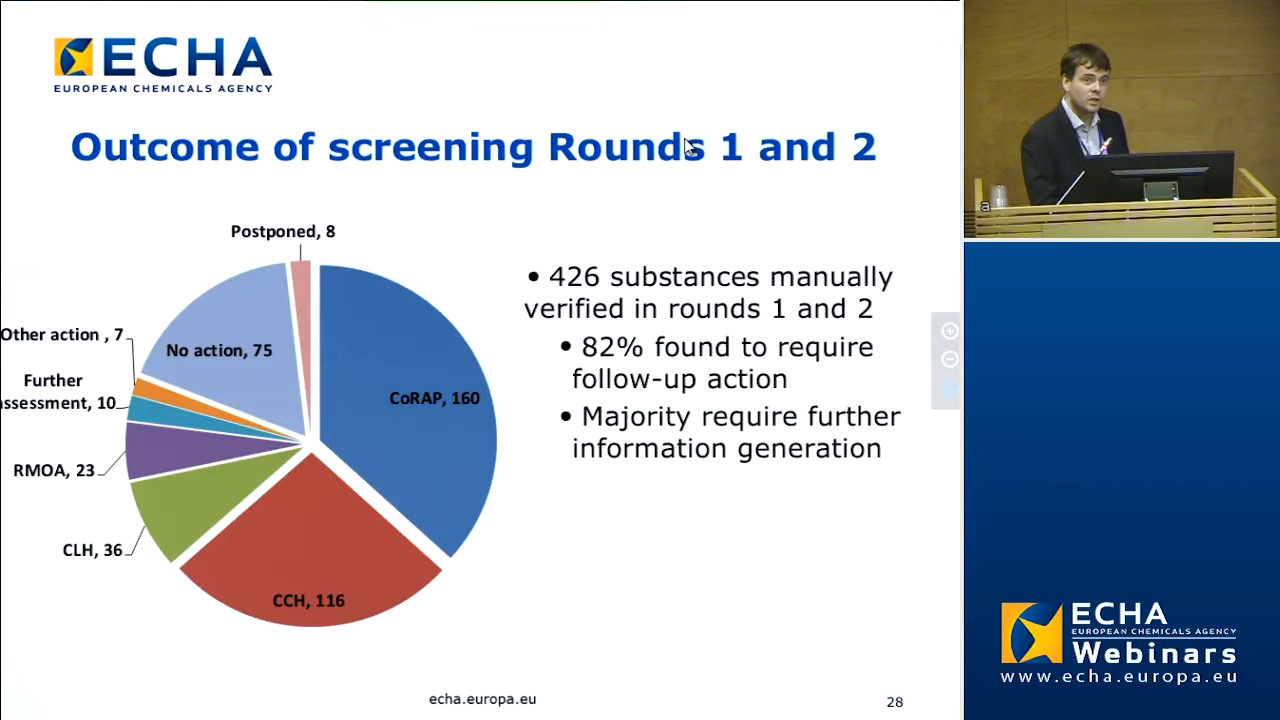 ECHA
EUROPEAN CHEMICALS AGENCY
Outcome of screening Rounds 1 and 2
Postponed, 8
Other action , 7
No action, 75
Further
assessment, 10
CoRAP, 160
RMOA, 23
CLH, 36
CCH, 116
• 426 substances manually
verified in rounds 1 and 2
• 82% found to require
follow-up action
• Majority require further
information generation
echa.europa.eu
28
a
ECHA
EUROPEAN CHEMICALS AGENCY
Webinars
www.echa.europa.eu